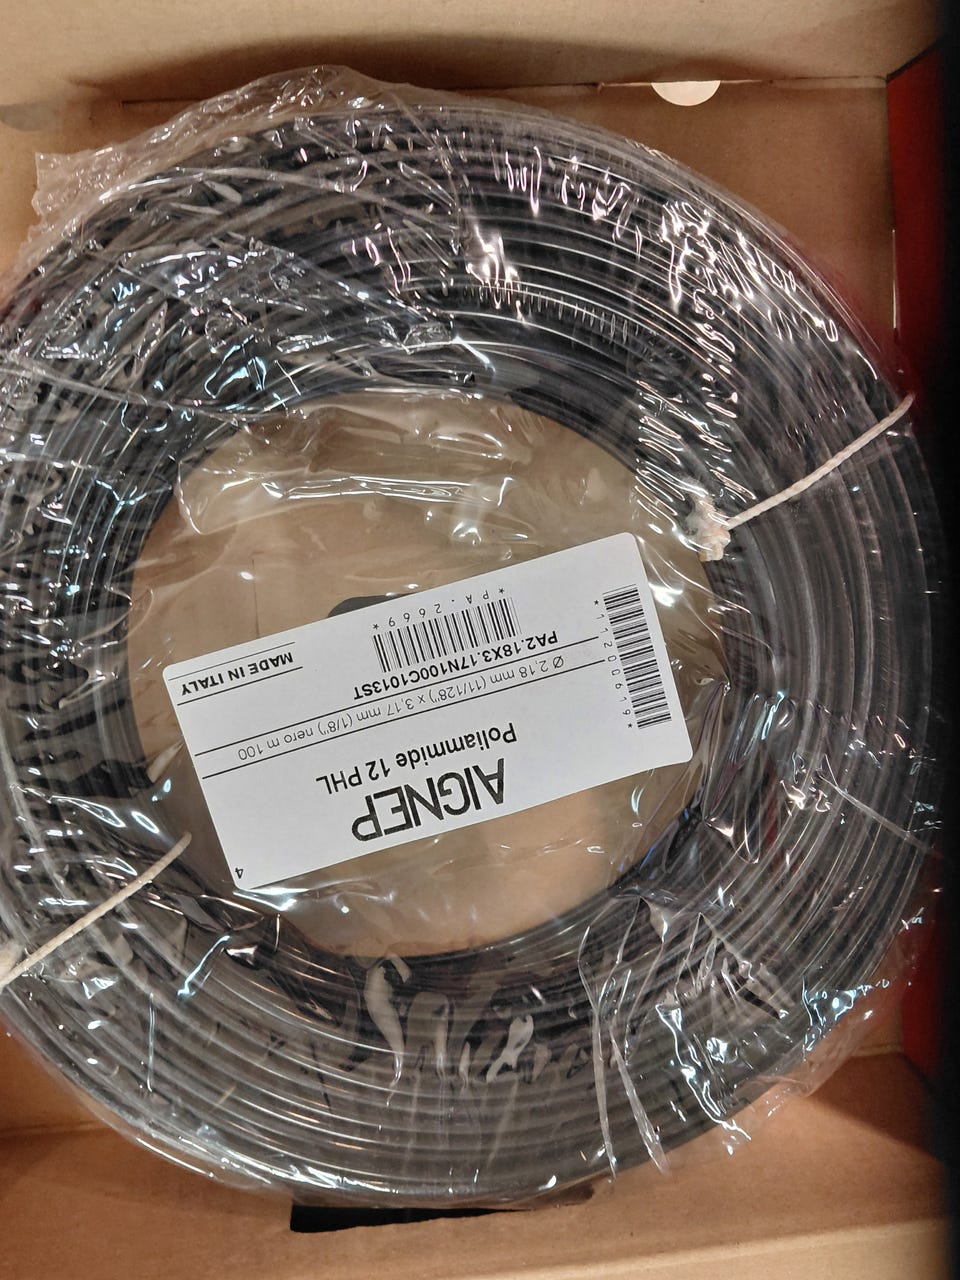 4
AIGNEP
Poliammide 12 PHL
Ø 2,18 mm (11/128") x 3,17 mm (1/8") nero m 100
PA2.18X3.17N100C1013ST
*PA-2669*
MADE IN ITALY
*11200619*